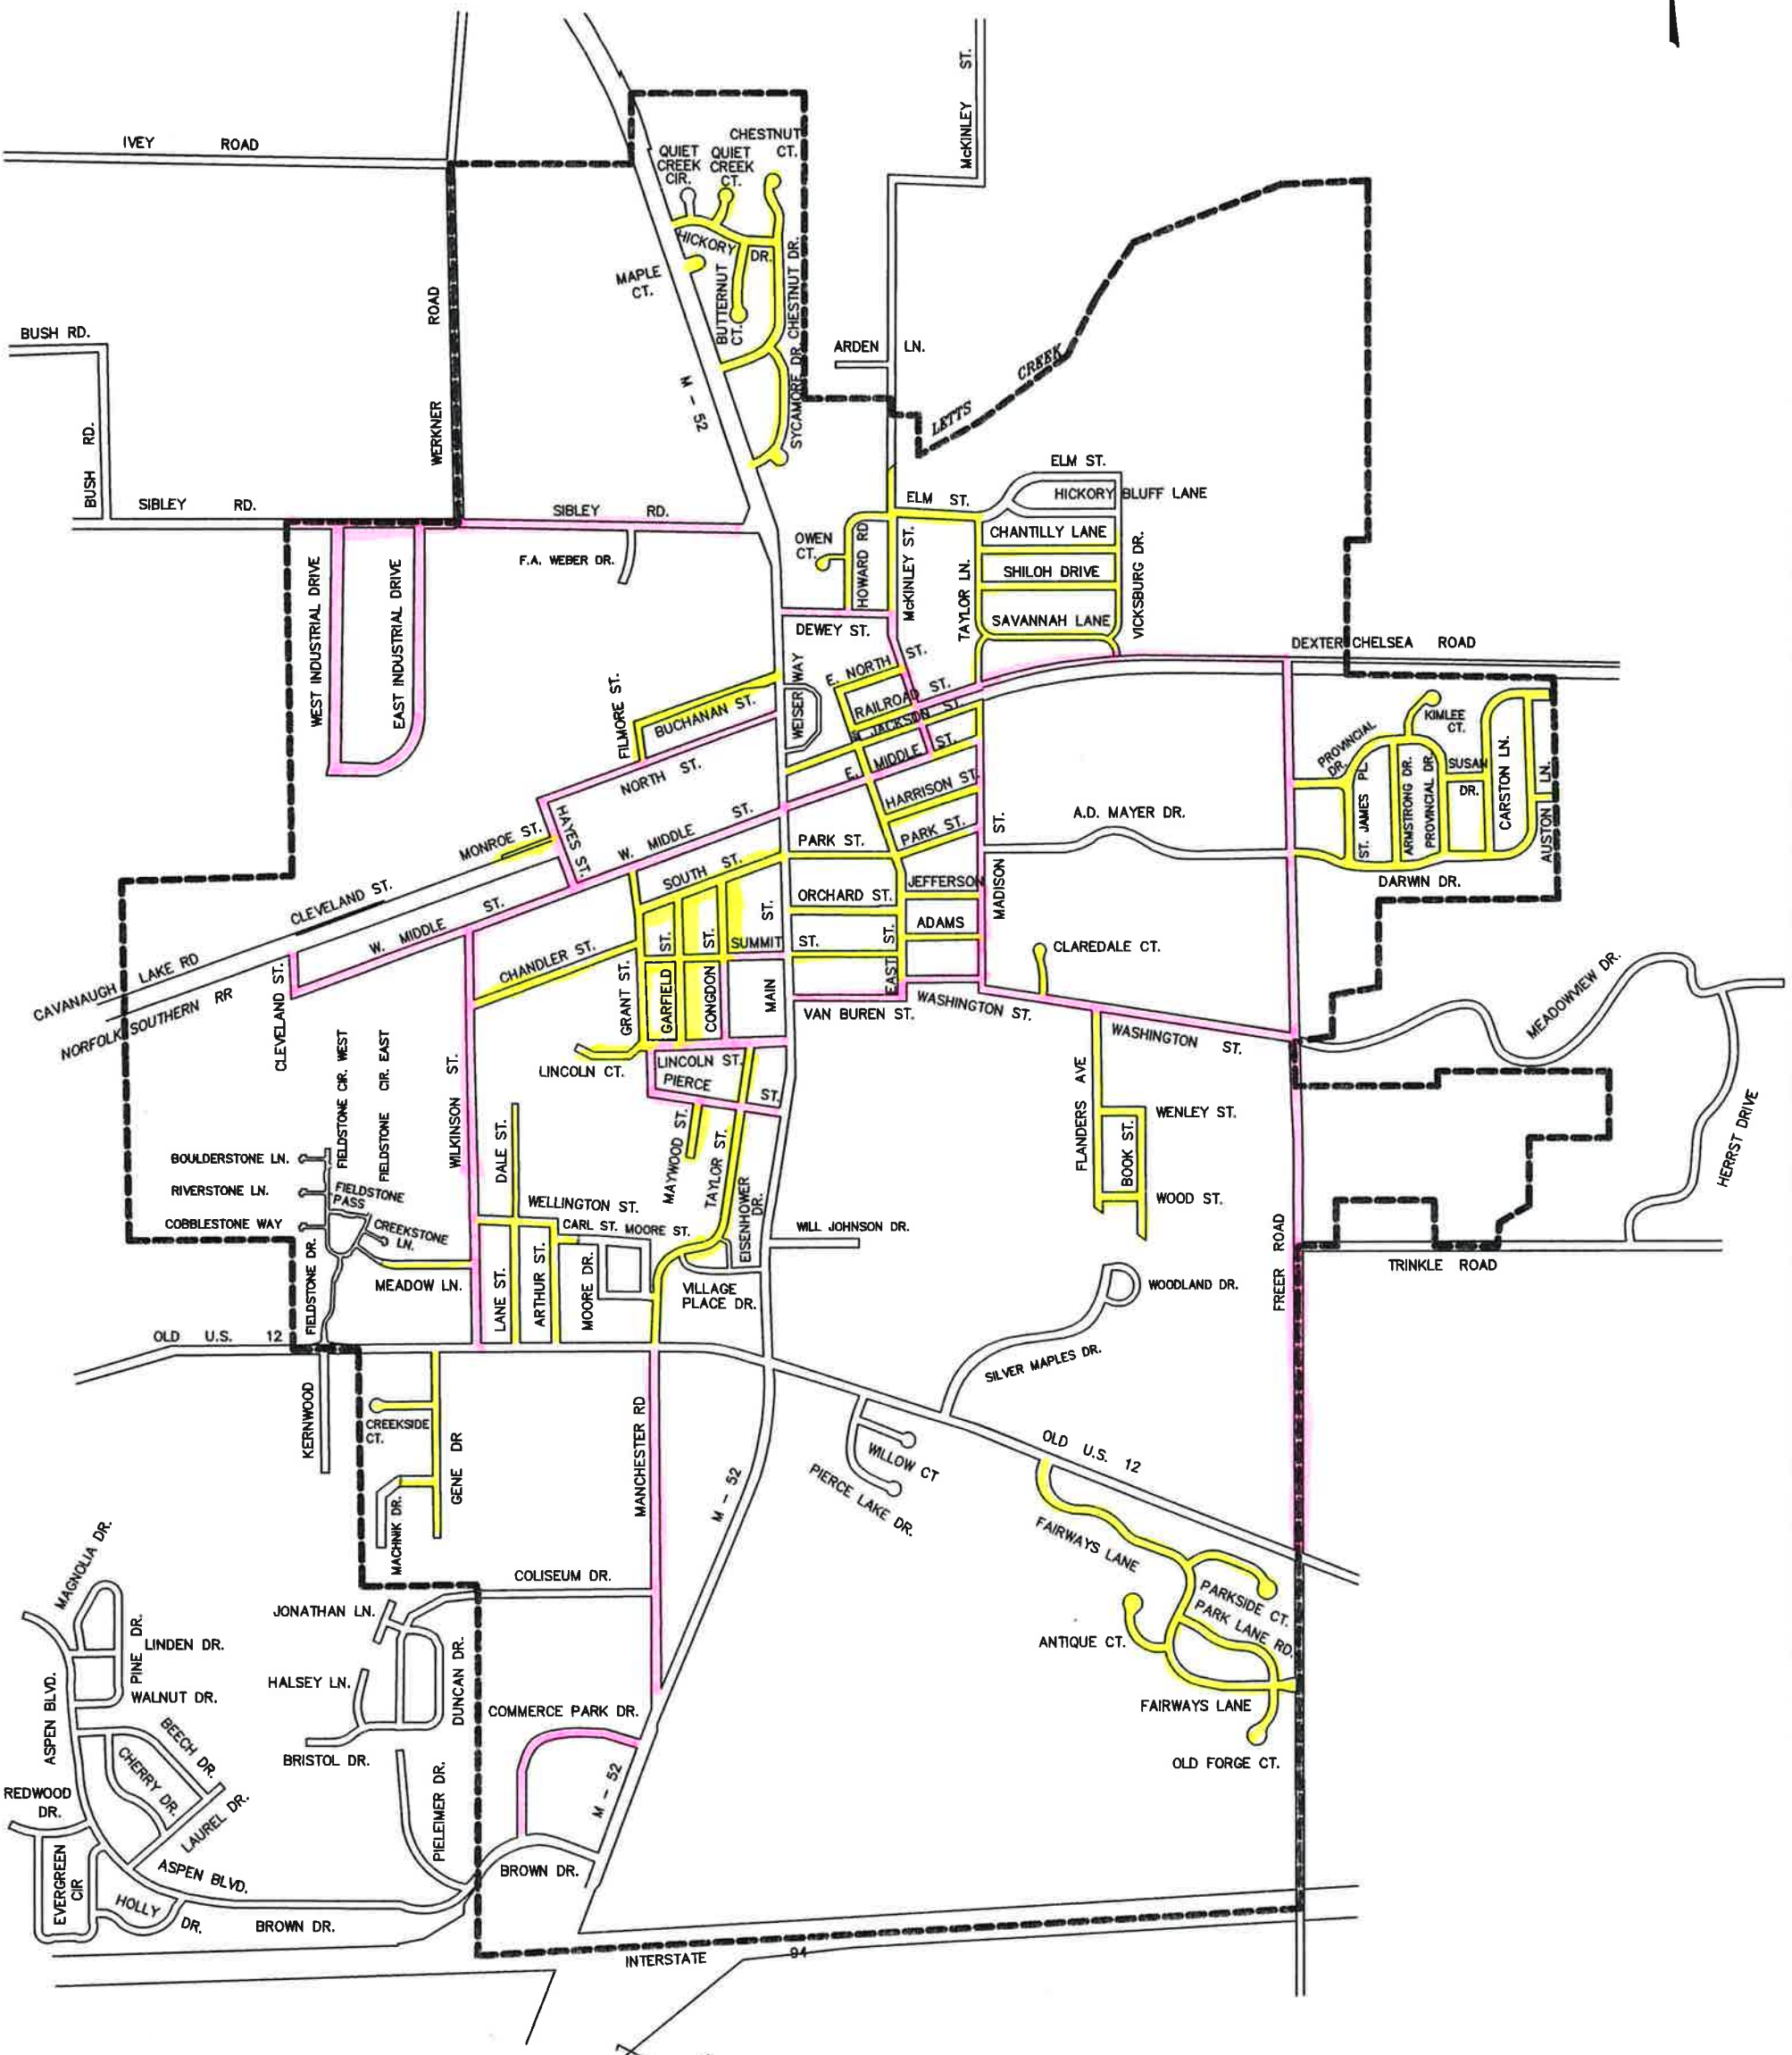 McKINLEY ST.
IVEY ROAD
CHESTNUT
CT.
QUIET
CREEK
CIR.
QUIET
CREEK
CT.
HICKORY
DR.
MAPLE
CT.
BUTTERNUT
CT.
CHESTNUT DR.
SYCAMORE DR.
WERKNER ROAD
BUSH RD.
BUSH RD.
M - 52
ARDEN LN.
LETTS CREEK
SIBLEY RD.
SIBLEY RD.
F.A. WEBER DR.
WEST INDUSTRIAL DRIVE
EAST INDUSTRIAL DRIVE
ELM ST.
HICKORY BLUFF LANE
ELM ST.
OWEN
CT.
HOWARD RD
McKINLEY ST.
TAYLOR LN.
CHANTILLY LANE
SHILOH DRIVE
SAVANNAH LANE
VICKSBURG DR.
DEWEY ST.
DEXTER CHELSEA ROAD
WEISER WAY
E. NORTH ST.
RAILROAD ST.
JACKSON ST.
E. MIDDLE ST.
HARRISON ST.
PARK ST.
PARK ST.
FILMORE ST.
BUCHANAN ST.
NORTH ST.
HAYES ST.
MONROE ST.
W. MIDDLE ST.
SOUTH ST.
CLEVELAND ST.
W. MIDDLE ST.
CAVANAUGH LAKE RD
NORFOLK SOUTHERN RR
CLEVELAND ST.
CHANDLER ST.
GRANT ST.
GARFIELD ST.
CONGDON ST.
SUMMIT ST.
MAIN ST.
ORCHARD ST.
JEFFERSON
ADAMS
EAST ST.
MADISON ST.
A.D. MAYER DR.
PROVINCIAL
DR.
KIMLEE
CT.
ST. JAMES PL.
ARMSTRONG DR.
PROVINCIAL DR.
SUSAN
DR.
CARSTON LN.
AUSTON LN.
DARWIN DR.
CLAREDALE CT.
VAN BUREN ST.
WASHINGTON ST.
WASHINGTON ST.
MEADOWVIEW DR.
HERRST DRIVE
LINCOLN CT.
LINCOLN ST.
PIERCE ST.
FIELDSTONE CIR. WEST
FIELDSTONE CIR. EAST
WILKINSON ST.
DALE ST.
MAYWOOD ST.
TAYLOR ST.
EISENHOWER
DR.
FLANDERS AVE
WENLEY ST.
BOOK ST.
WOOD ST.
BOULDERSTONE LN.
RIVERSTONE LN.
COBBLESTONE WAY
FIELDSTONE
PASS
CREEKSTONE
LN.
FIELDSTONE DR.
MEADOW LN.
WELLINGTON ST.
CARL ST.
MOORE ST.
LANE ST.
ARTHUR ST.
MOORE DR.
VILLAGE
PLACE DR.
WILL JOHNSON DR.
WOODLAND DR.
FREER ROAD
TRINKLE ROAD
OLD U.S. 12
KERNWOOD
CREEKSIDE
CT.
GENE DR
MACHNIK DR.
MANCHESTER RD
M - 52
SILVER MAPLES DR.
WILLOW CT
PIERCE LAKE DR.
OLD U.S. 12
FAIRWAYS LANE
PARKSIDE CT.
PARK LANE RD.
ANTIQUE CT.
FAIRWAYS LANE
OLD FORGE CT.
COLISEUM DR.
JONATHAN LN.
HALSEY LN.
DUNCAN DR.
BRISTOL DR.
COMMERCE PARK DR.
M - 52
PIELEIMER DR.
BROWN DR.
MAGNOLIA DR.
PINE DR.
LINDEN DR.
WALNUT DR.
ASPEN BLVD.
BEECH DR.
CHERRY DR.
LAUREL DR.
REDWOOD
DR.
EVERGREEN
CIR
ASPEN BLVD.
HOLLY DR.
BROWN DR.
INTERSTATE 94